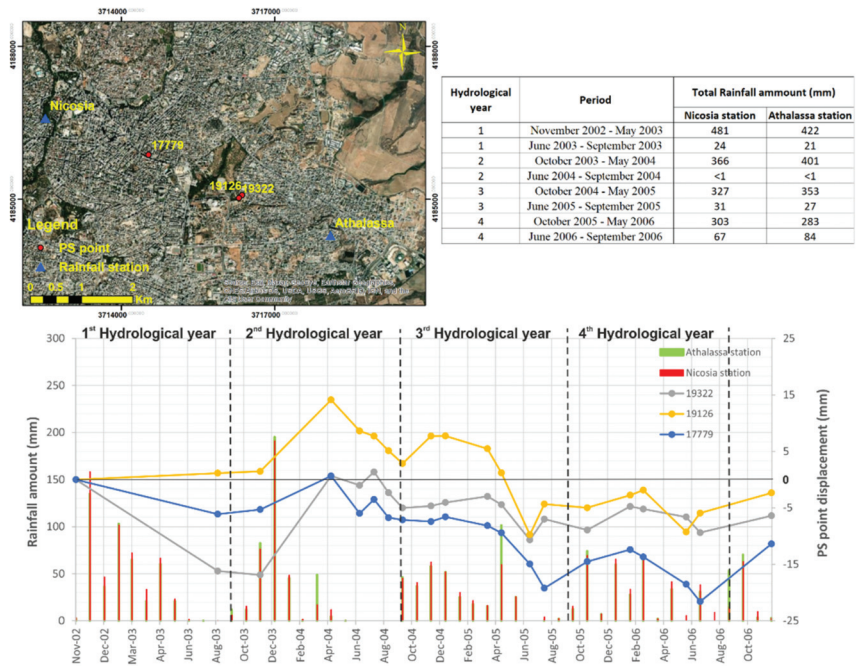 3714000
3717000
4188000
4188000
N
Nicosia
17779
19126
19322
4185000
4185000
Athalassa
Legend
PS point
Rainfall station
0 0.5 1 2
Km
3714000
3717000
Hydrological year
Period
Total Rainfall ammount (mm)
Nicosia station
Athalassa station
1 November 2002 - May 2003 481 422
1 June 2003 - September 2003 24 21
2 October 2003 - May 2004 366 401
2 June 2004 - September 2004 <1 <1
3 October 2004 - May 2005 327 353
3 June 2005 - September 2005 31 27
4 October 2005 - May 2006 303 283
4 June 2006 - September 2006 67 84
1st Hydrological year
2nd Hydrological year
3rd Hydrological year
4th Hydrological year
Athalassa station
Nicosia station
19322
19126
17779
Rainfall amount (mm)
300
250
200
150
100
50
0
PS point displacement (mm)
25
15
5
0
-5
-15
-25
Nov-02
Dec-02
Mar-03
Apr-03
Jun-03
Aug-03
Oct-03
Dec-03
Feb-04
Apr-04
Jun-04
Aug-04
Oct-04
Dec-04
Feb-05
Apr-05
Jun-05
Aug-05
Oct-05
Dec-05
Feb-06
Apr-06
Jun-06
Aug-06
Oct-06